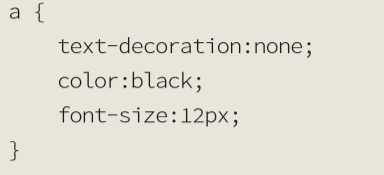 a {
    text-decoration:none;
    color:black;
    font-size:12px;
}